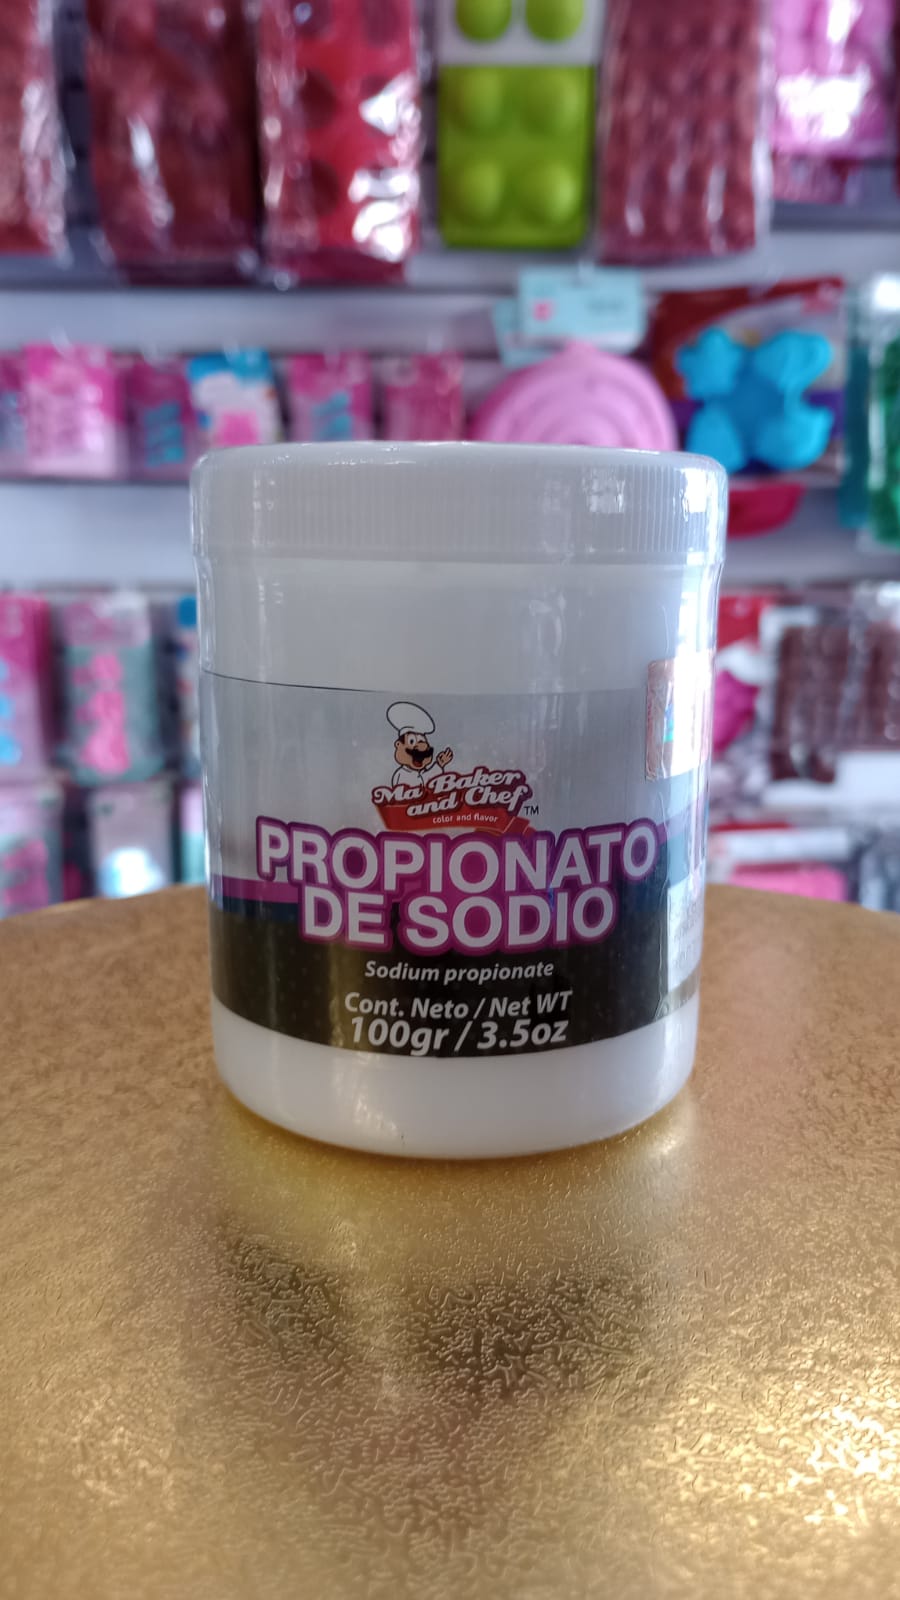 Ma Baker
and Chef TM
color and flavor
PROPIONATO
DE SODIO
Sodium propionate
Cont. Neto / Net WT
100gr / 3.5oz